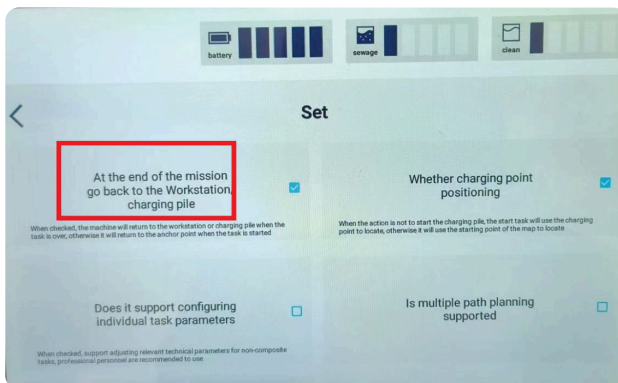 battery
sewage
clean
Set
At the end of the mission
go back to the Workstation,
charging pile
When checked, the machine will return to the workstation or charging pile when the
task is over, otherwise it will return to the anchor point when the task is started
Whether charging point
positioning
When the action is not to start the charging pile, the start task will use the charging
point to locate, otherwise it will use the starting point of the map to locate
Does it support configuring
individual task parameters
When checked, support adjusting relevant technical parameters for non-composite
tasks, professional personnel are recommended to use
Is multiple path planning
supported